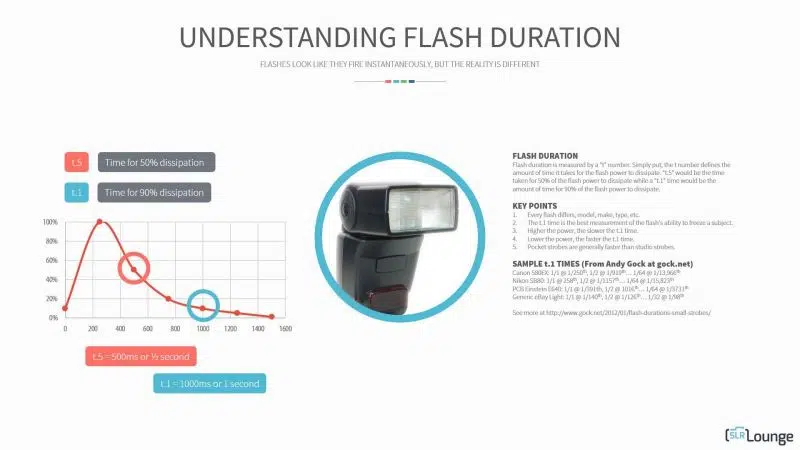 UNDERSTANDING FLASH DURATION
FLASHES LOOK LIKE THEY FIRE INSTANTANEOUSLY, BUT THE REALITY IS DIFFERENT
t.5 Time for 50% dissipation
t.1 Time for 90% dissipation
100%
80%
60%
40%
20%
0%
0 200 400 600 800 1000 1200 1400 1600
t.5 = 500ms or ½ second
t.1 = 1000ms or 1 second
FLASH DURATION
Flash duration is measured by a "t" number. Simply put, the t number defines the
amount of time it takes for the flash power to dissipate. "t.5" would be the time
taken for 50% of the flash power to dissipate while a "t.1" time would be the
amount of time for 90% of the flash power to dissipate.
KEY POINTS
1. Every flash differs, model, make, type, etc.
2. The t.1 time is the best measurement of the flash's ability to freeze a subject.
3. Higher the power, the slower the t.1 time.
4. Lower the power, the faster the t.1 time.
5. Pocket strobes are generally faster than studio strobes.
SAMPLE t.1 TIMES (From Andy Gock at gock.net)
Canon 580EX: 1/1 @ 1/250th, 1/2 @ 1/919th… 1/64 @ 1/13,966th
Nikon SB80: 1/1 @ 258th, 1/2 @ 1/1157th… 1/64 @ 1/15,823th
PCB Einstein E640: 1/1 @ 1/591th, 1/2 @ 1016th… 1/64 @ 1/3731th
Generic eBay Light: 1/1 @ 1/140th, 1/2 @ 1/126th… 1/32 @ 1/98th
See more at http://www.gock.net/2012/01/flash-durations-small-strobes/
SLR Lounge